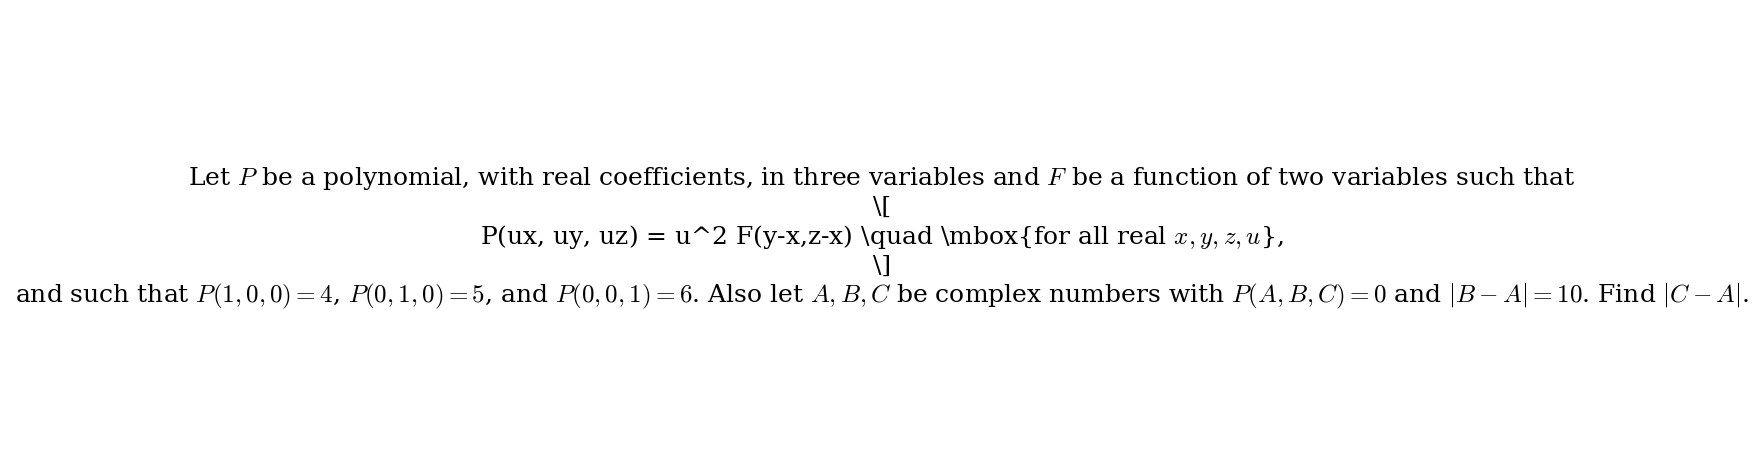 Let $P$ be a polynomial, with real coefficients, in three variables and $F$ be a function of two variables such that
\[
P(ux, uy, uz) = u^2 F(y-x,z-x) \quad \mbox{for all real $x,y,z,u$},
\]
and such that $P(1,0,0)=4$, $P(0,1,0)=5$, and $P(0,0,1)=6$. Also let $A,B,C$ be complex numbers with $P(A,B,C)=0$ and $|B-A|=10$. Find $|C-A|$.